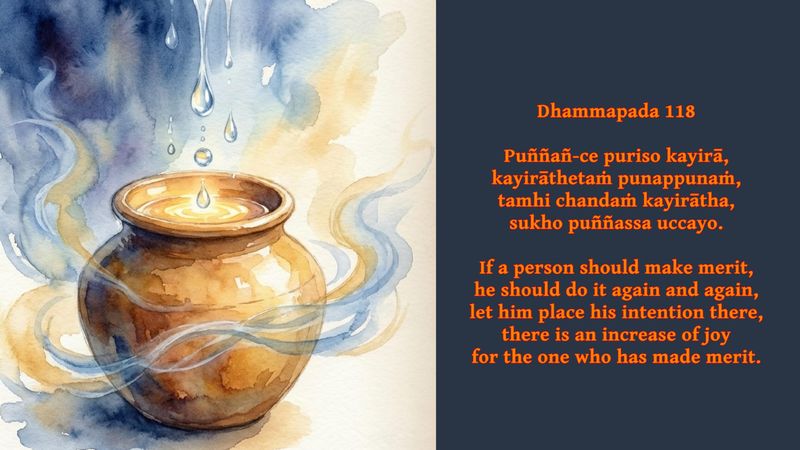 Dhammapada 118
Puññañ-ce puriso kayirā,
kayirāthetaṁ punappunaṁ,
tamhi chandaṁ kayirātha,
sukho puññassa uccayo.
If a person should make merit,
he should do it again and again,
let him place his intention there,
there is an increase of joy
for the one who has made merit.